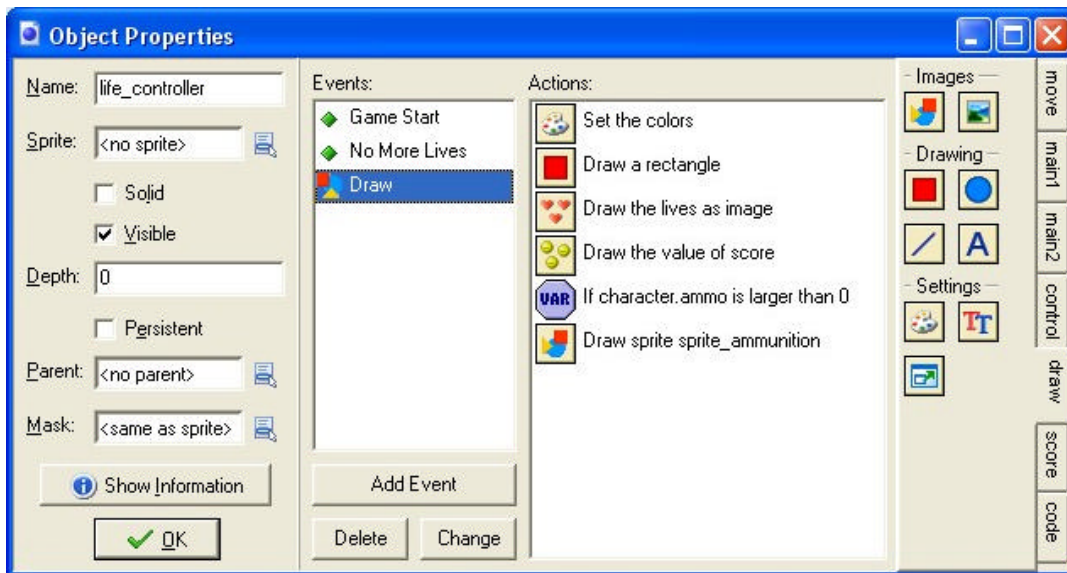 Object Properties
Name: life_controller
Sprite: <no sprite>
Solid
Visible
Depth: 0
Persistent
Parent: <no parent>
Mask: <same as sprite>
Show Information
OK
Events:
Game Start
No More Lives
Draw
Add Event
Delete Change
Actions:
Set the colors
Draw a rectangle
Draw the lives as image
Draw the value of score
VAR If character.ammo is larger than 0
Draw sprite sprite_ammunition
Images
Drawing
A
Settings
TT
move
main1
main2
control
draw
score
code